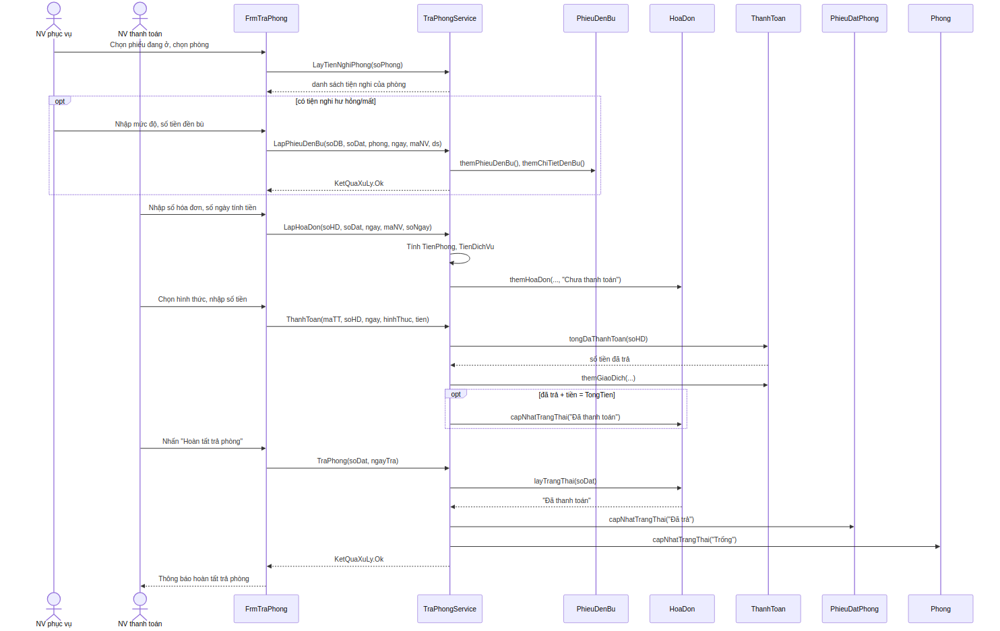 NV phục vụ
NV thanh toán
FrmTraPhong
TraPhongService
PhieuDenBu
HoaDon
ThanhToan
PhieuDatPhong
Phong
Chọn phiếu đang ở, chọn phòng
LayTienNghiPhong(soPhong)
danh sách tiện nghi của phòng
opt
[có tiện nghi hư hỏng/mất]
Nhập mức độ, số tiền đền bù
LapPhieuDenBu(soDB, soDat, phong, ngay, maNV, ds)
themPhieuDenBu(), themChiTietDenBu()
KetQuaXuLy.Ok
Nhập số hóa đơn, số ngày tính tiền
LapHoaDon(soHD, soDat, ngay, maNV, soNgay)
Tính TienPhong, TienDichVu
themHoaDon(..., "Chưa thanh toán")
Chọn hình thức, nhập số tiền
ThanhToan(maTT, soHD, ngay, hinhThuc, tien)
tongDaThanhToan(soHD)
số tiền đã trả
themGiaoDich(...)
opt
[đã trả + tiền = TongTien]
capNhatTrangThai("Đã thanh toán")
Nhấn "Hoàn tất trả phòng"
TraPhong(soDat, ngayTra)
layTrangThai(soDat)
"Đã thanh toán"
capNhatTrangThai("Đã trả")
capNhatTrangThai("Trống")
KetQuaXuLy.Ok
Thông báo hoàn tất trả phòng
NV phục vụ
NV thanh toán
FrmTraPhong
TraPhongService
PhieuDenBu
HoaDon
ThanhToan
PhieuDatPhong
Phong